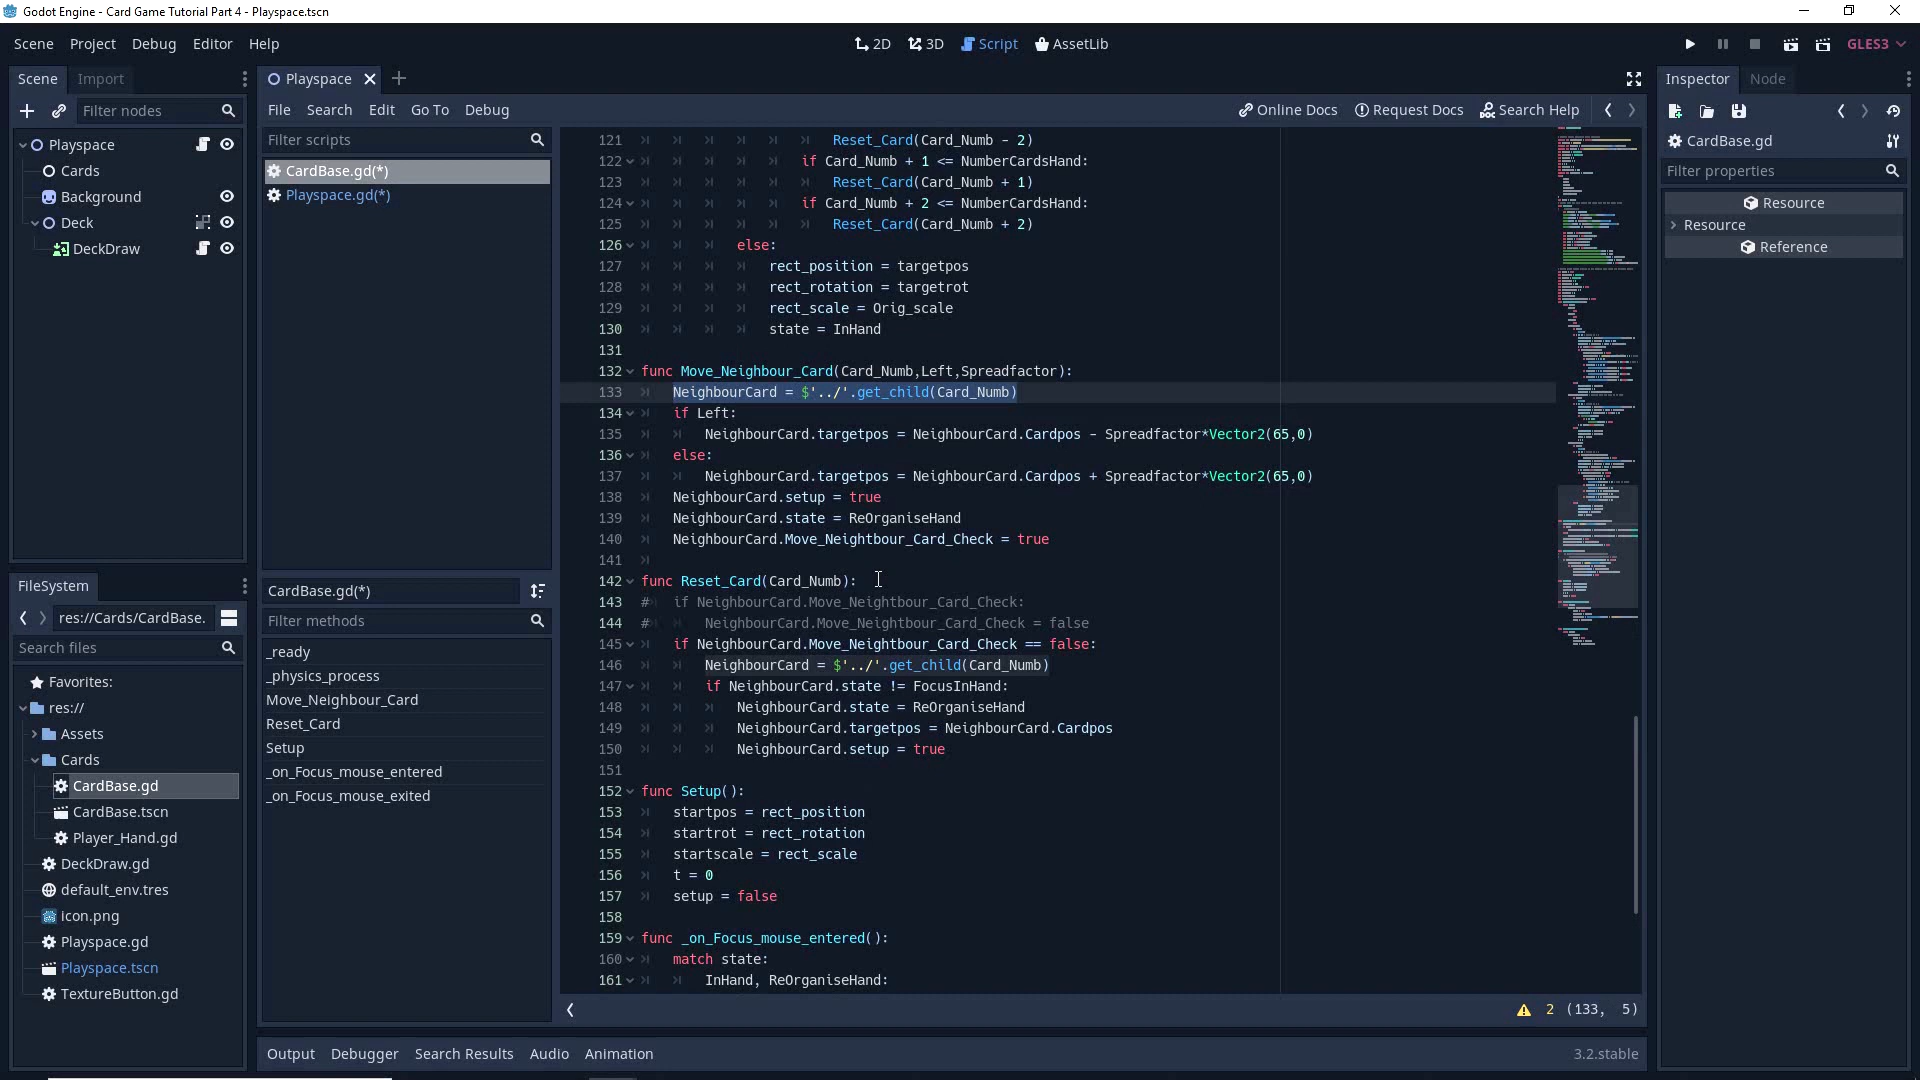 Godot Engine - Card Game Tutorial Part 4 - Playspace.tscn
Scene Project Debug Editor Help
2D 3D Script AssetLib
GLES3
Scene Import
Filter nodes
Playspace
Cards
Background
Deck
DeckDraw
FileSystem
res://Cards/CardBase.
Search files
Favorites:
res://
Assets
Cards
CardBase.gd
CardBase.tscn
Player_Hand.gd
DeckDraw.gd
default_env.tres
icon.png
Playspace.gd
Playspace.tscn
TextureButton.gd
Playspace
File Search Edit Go To Debug
Online Docs Request Docs Search Help
Filter scripts
CardBase.gd(*)
Playspace.gd(*)
CardBase.gd(*)
Filter methods
_ready
_physics_process
Move_Neighbour_Card
Reset_Card
Setup
_on_Focus_mouse_entered
_on_Focus_mouse_exited
121 Reset_Card(Card_Numb - 2)
122 if Card_Numb + 1 <= NumberCardsHand:
123 Reset_Card(Card_Numb + 1)
124 if Card_Numb + 2 <= NumberCardsHand:
125 Reset_Card(Card_Numb + 2)
126 else:
127 rect_position = targetpos
128 rect_rotation = targetrot
129 rect_scale = Orig_scale
130 state = InHand
131
132 func Move_Neighbour_Card(Card_Numb,Left,Spreadfactor):
133 NeighbourCard = $'../'.get_child(Card_Numb)
134 if Left:
135 NeighbourCard.targetpos = NeighbourCard.Cardpos - Spreadfactor*Vector2(65,0)
136 else:
137 NeighbourCard.targetpos = NeighbourCard.Cardpos + Spreadfactor*Vector2(65,0)
138 NeighbourCard.setup = true
139 NeighbourCard.state = ReOrganiseHand
140 NeighbourCard.Move_Neightbour_Card_Check = true
141
142 func Reset_Card(Card_Numb):
143 # if NeighbourCard.Move_Neightbour_Card_Check:
144 # NeighbourCard.Move_Neightbour_Card_Check = false
145 if NeighbourCard.Move_Neightbour_Card_Check == false:
146 NeighbourCard = $'../'.get_child(Card_Numb)
147 if NeighbourCard.state != FocusInHand:
148 NeighbourCard.state = ReOrganiseHand
149 NeighbourCard.targetpos = NeighbourCard.Cardpos
150 NeighbourCard.setup = true
151
152 func Setup():
153 startpos = rect_position
154 startrot = rect_rotation
155 startscale = rect_scale
156 t = 0
157 setup = false
158
159 func _on_Focus_mouse_entered():
160 match state:
161 InHand, ReOrganiseHand:
2 (133, 5)
Output Debugger Search Results Audio Animation
3.2.stable
Inspector Node
CardBase.gd
Filter properties
Resource
Resource
Reference